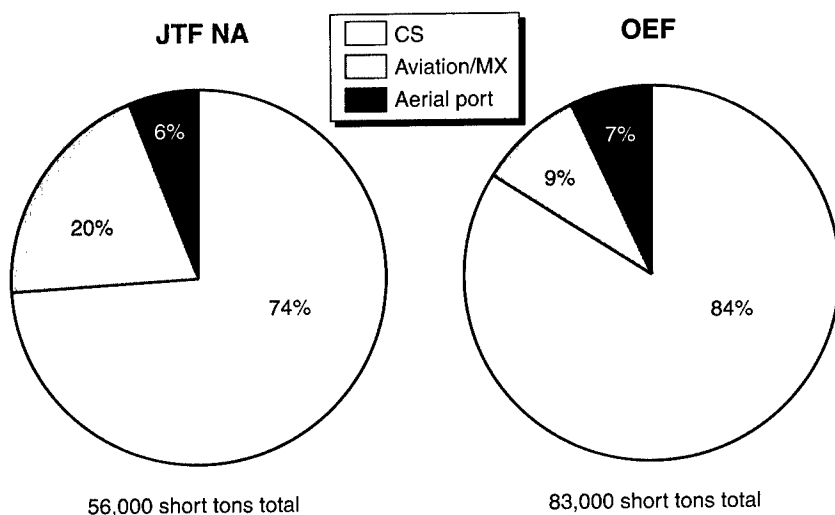 JTF NA
CS
Aviation/MX
Aerial port
OEF
6%
20%
74%
7%
9%
84%
56,000 short tons total
83,000 short tons total